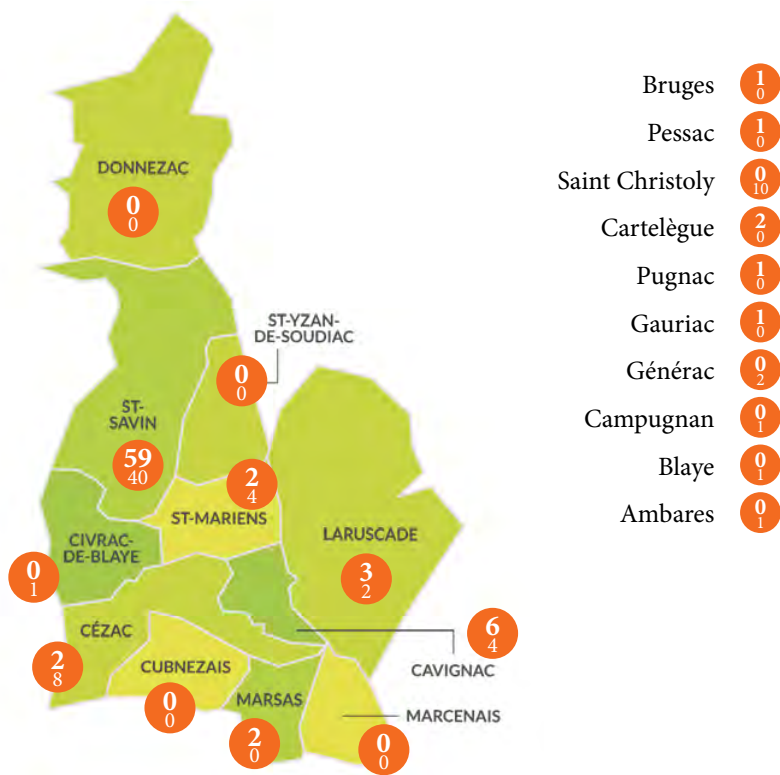 DONNEZAC
0
0
ST-YZAN-
DE-SOUDIAC
0
0
ST-
SAVIN
59
40
2
4
ST-MARIENS
CIVRAC-
DE-BLAYE
0
1
LARUSCADE
3
2
CÉZAC
2
8
6
4
CAVIGNAC
CUBNEZAIS
0
0
MARSAS
2
0
MARCENAIS
0
0
Bruges 1
0
Pessac 1
0
Saint Christoly 0
10
Cartelègue 2
0
Pugnac 1
0
Gauriac 1
0
Générac 0
2
Campugnan 0
1
Blaye 0
1
Ambares 0
1